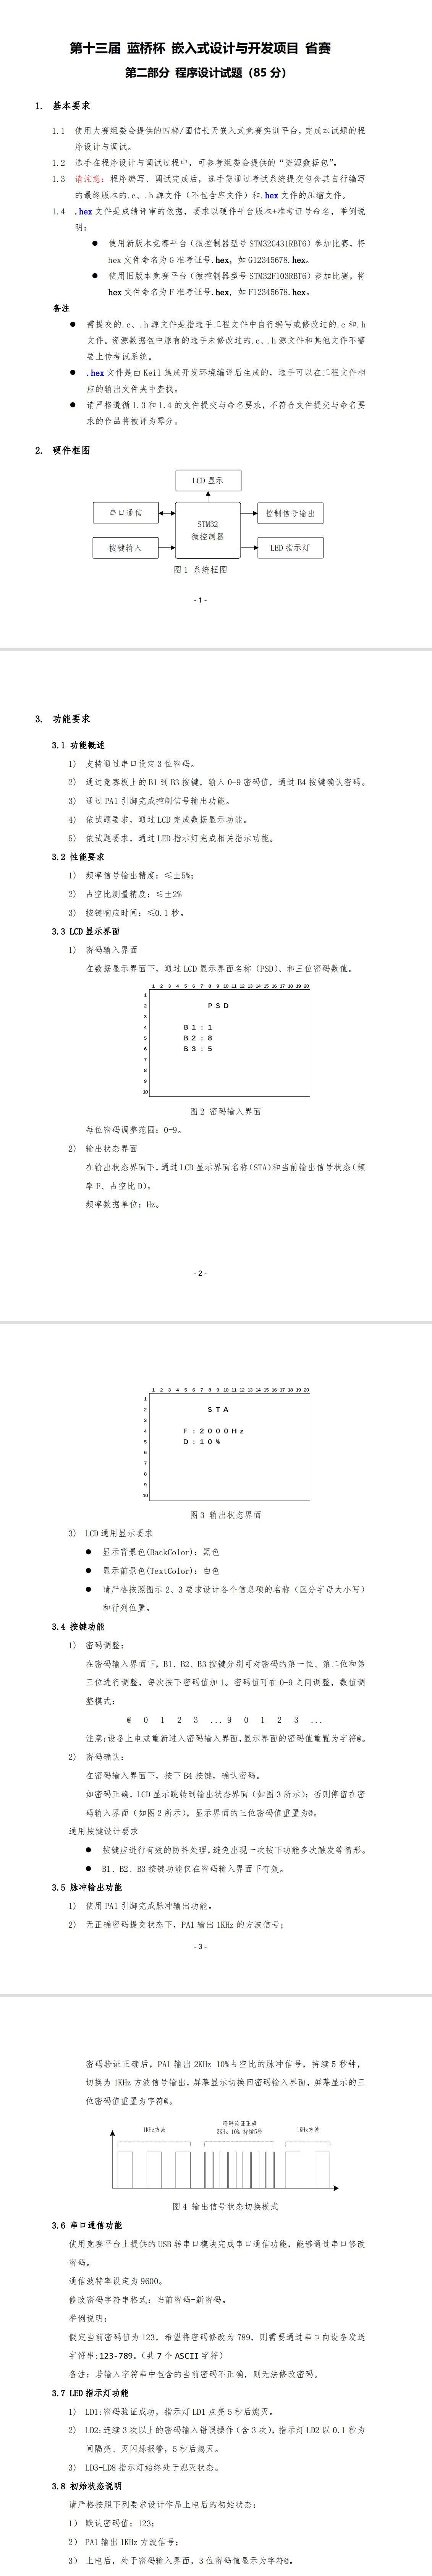 第十三届 蓝桥杯 嵌入式设计与开发项目 省赛
第二部分 程序设计试题（85 分）
1. 基本要求
1.1 使用大赛组委会提供的四梯/国信长天嵌入式竞赛实训平台，完成本试题的程
序设计与调试。
1.2 选手在程序设计与调试过程中，可参考组委会提供的“资源数据包”。
1.3 请注意：程序编写、调试完成后，选手需通过考试系统提交包含其自行编写
的最终版本的.c、.h 源文件（不包含库文件）和.hex 文件的压缩文件。
1.4 .hex 文件是成绩评审的依据，要求以硬件平台版本+准考证号命名，举例说
明：
● 使用新版本竞赛平台（微控制器型号 STM32G431RBT6）参加比赛，将
hex 文件命名为 G 准考证号.hex，如 G12345678.hex。
● 使用旧版本竞赛平台（微控制器型号 STM32F103RBT6）参加比赛，将
hex 文件命名为 F 准考证号.hex，如 F12345678.hex。
备注
● 需提交的.c、.h 源文件是指选手工程文件中自行编写或修改过的.c 和.h
文件。资源数据包中原有的选手未修改过的.c、.h 源文件和其他文件不需
要上传考试系统。
● .hex 文件是由 Keil 集成开发环境编译后生成的，选手可以在工程文件相
应的输出文件夹中查找。
● 请严格遵循 1.3 和 1.4 的文件提交与命名要求，不符合文件提交与命名要
求的作品将被评为零分。
2. 硬件框图
LCD 显示
串口通信
STM32
微控制器
控制信号输出
按键输入
LED 指示灯
图 1 系统框图
- 1 -
3. 功能要求
3.1 功能概述
1) 支持通过串口设定 3 位密码。
2) 通过竞赛板上的 B1 到 B3 按键，输入 0-9 密码值，通过 B4 按键确认密码。
3) 通过 PA1 引脚完成控制信号输出功能。
4) 依试题要求，通过 LCD 完成数据显示功能。
5) 依试题要求，通过 LED 指示灯完成相关指示功能。
3.2 性能要求
1) 频率信号输出精度：≤±5%；
2) 占空比测量精度：≤±2%
3) 按键响应时间：≤0.1 秒。
3.3 LCD 显示界面
1) 密码输入界面
在数据显示界面下，通过 LCD 显示界面名称（PSD）、和三位密码数值。
1 2 3 4 5 6 7 8 9 10 11 12 13 14 15 16 17 18 19 20
1
2 P S D
3
4 B 1 : 1
5 B 2 : 8
6 B 3 : 5
7
8
9
10
图 2 密码输入界面
每位密码调整范围：0-9。
2) 输出状态界面
在输出状态界面下，通过 LCD 显示界面名称（STA）和当前输出信号状态（频
率 F、占空比 D）。
频率数据单位：Hz。
- 2 -
1 2 3 4 5 6 7 8 9 10 11 12 13 14 15 16 17 18 19 20
1
2 S T A
3
4 F : 2 0 0 0 H z
5 D : 1 0 %
6
7
8
9
10
图 3 输出状态界面
3) LCD 通用显示要求
● 显示背景色(BackColor)：黑色
● 显示前景色(TextColor)：白色
● 请严格按照图示 2、3 要求设计各个信息项的名称（区分字母大小写）
和行列位置。
3.4 按键功能
1) 密码调整：
在密码输入界面下，B1、B2、B3 按键分别可对密码的第一位、第二位和第
三位进行调整，每次按下密码值加 1。密码值可在 0-9 之间调整，数值调
整模式：
@ 0 1 2 3 ... 9 0 1 2 3 ...
注意：设备上电或重新进入密码输入界面，显示界面的密码值重置为字符@。
2) 密码确认：
在密码输入界面下，按下 B4 按键，确认密码。
如密码正确，LCD 显示跳转到输出状态界面（如图 3 所示）；否则停留在密
码输入界面（如图 2 所示），显示界面的三位密码值重置为@。
通用按键设计要求
● 按键应进行有效的防抖处理，避免出现一次按下功能多次触发等情形。
● B1、B2、B3 按键功能仅在密码输入界面下有效。
3.5 脉冲输出功能
1) 使用 PA1 引脚完成脉冲输出功能。
2) 无正确密码提交状态下，PA1 输出 1KHz 的方波信号；
- 3 -
密码验证正确后，PA1 输出 2KHz 10%占空比的脉冲信号，持续 5 秒钟，
切换为 1KHz 方波信号输出，屏幕显示切换回密码输入界面，屏幕显示的三
位密码值重置为字符@。
1KHz方波
密码验证正确
2KHz 10% 持续5秒
1KHz方波
图 4 输出信号状态切换模式
3.6 串口通信功能
使用竞赛平台上提供的 USB 转串口模块完成串口通信功能，能够通过串口修改
密码。
通信波特率设定为 9600。
修改密码字符串格式：当前密码-新密码。
举例说明：
假定当前密码值为 123，希望将密码修改为 789，则需要通过串口向设备发送
字符串:123-789。（共 7 个 ASCII 字符）
备注：若输入字符串中包含的当前密码不正确，则无法修改密码。
3.7 LED 指示灯功能
1) LD1:密码验证成功，指示灯 LD1 点亮 5 秒后熄灭。
2) LD2:连续 3 次以上的密码输入错误操作（含 3 次），指示灯 LD2 以 0.1 秒为
间隔亮、灭闪烁报警，5 秒后熄灭。
3) LD3-LD8 指示灯始终处于熄灭状态。
3.8 初始状态说明
请严格按照下列要求设计作品上电后的初始状态：
1) 默认密码值：123；
2) PA1 输出 1KHz 方波信号；
3) 上电后，处于密码输入界面，3 位密码值显示为字符@。